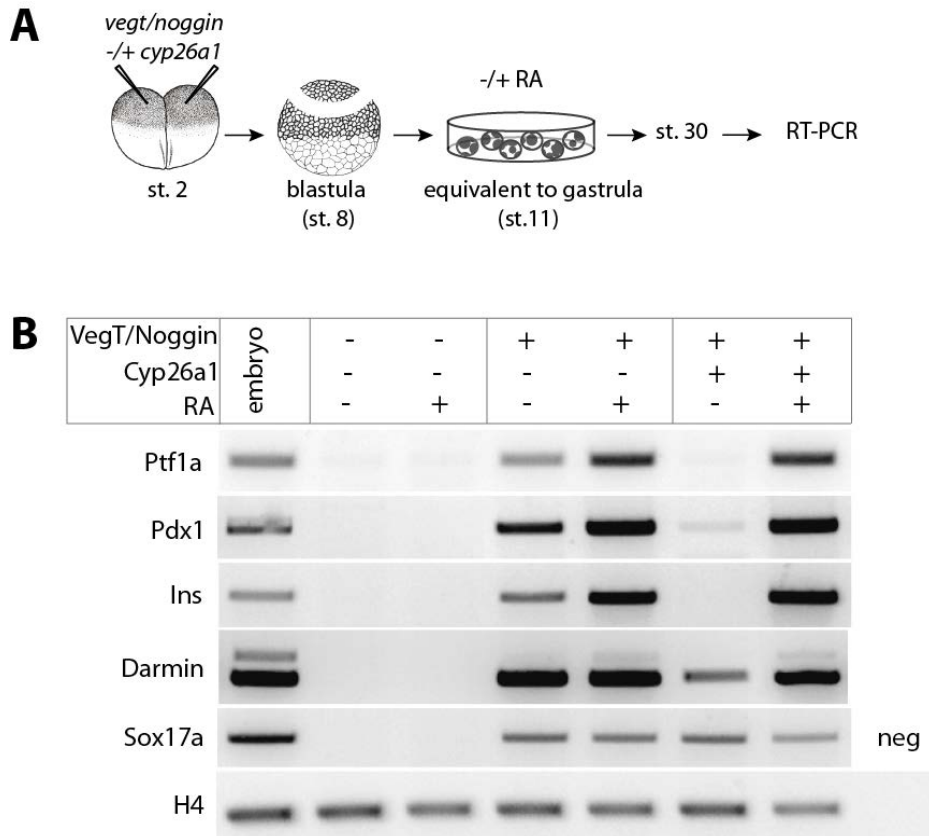 A
vegt/noggin
-/+ cyp26a1
-/+ RA
st. 30
RT-PCR
st. 2
blastula
(st. 8)
equivalent to gastrula
(st.11)
B
VegT/Noggin embryo - - + + + +
Cyp26a1 - - - - + +
RA - + - + - +
Ptf1a
Pdx1
Ins
Darmin
Sox17a neg
H4